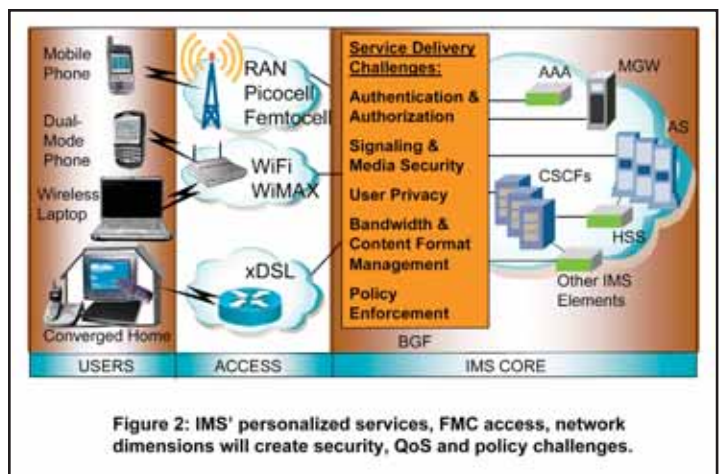 Mobile
Phone
Dual-
Mode
Phone
Wireless
Laptop
Converged Home
USERS
RAN
Picocell
Femtocell
WiFi
WiMAX
xDSL
ACCESS
Service Delivery
Challenges:
Authentication &
Authorization
Signaling &
Media Security
User Privacy
Bandwidth &
Content Format
Management
Policy
Enforcement
BGF
AAA
MGW
AS
CSCFs
HSS
Other IMS
Elements
IMS CORE
Figure 2: IMS' personalized services, FMC access, network
dimensions will create security, QoS and policy challenges.